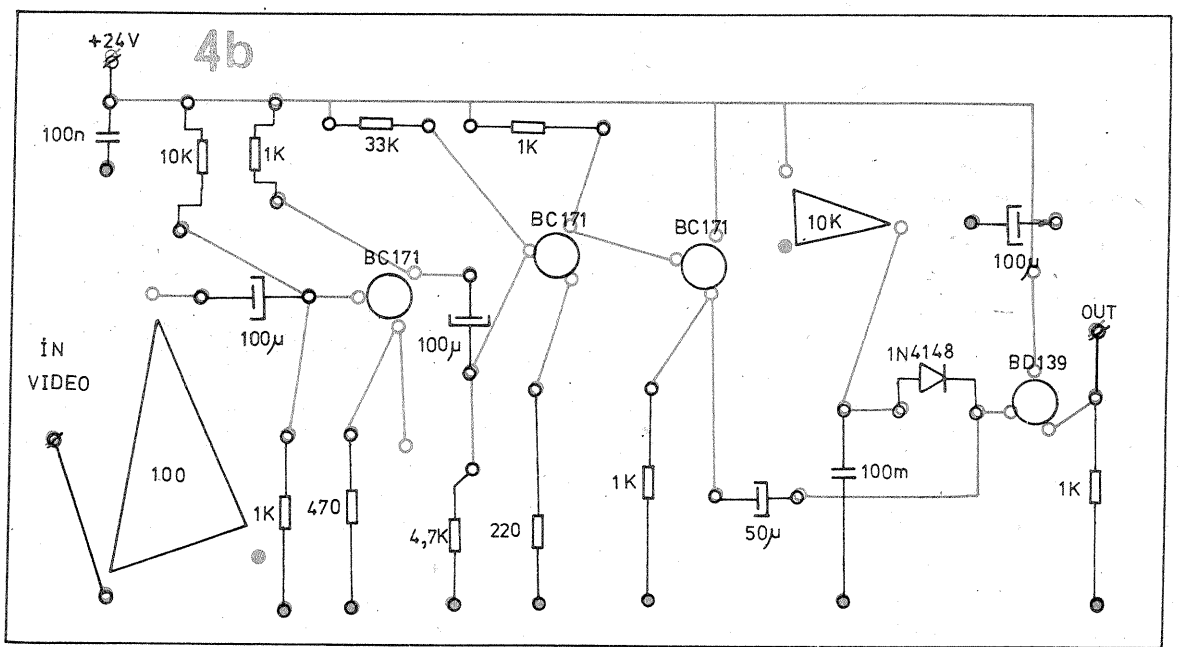 +24V
4b
100n
10K
1K
33K
1K
BC171
BC171
BC171
10K
100µ
100µ
100µ
İN
VIDEO
1N4148
BD139
OUT
100
1K
470
4,7K
220
1K
50µ
100m
1K